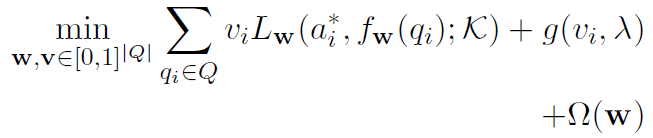 min_{w,v∈[0,1]^{|Q|}} ∑_{q_i∈Q} v_i L_w(a_i^*, f_w(q_i); 𝒦) + g(v_i, λ)
+Ω(w)